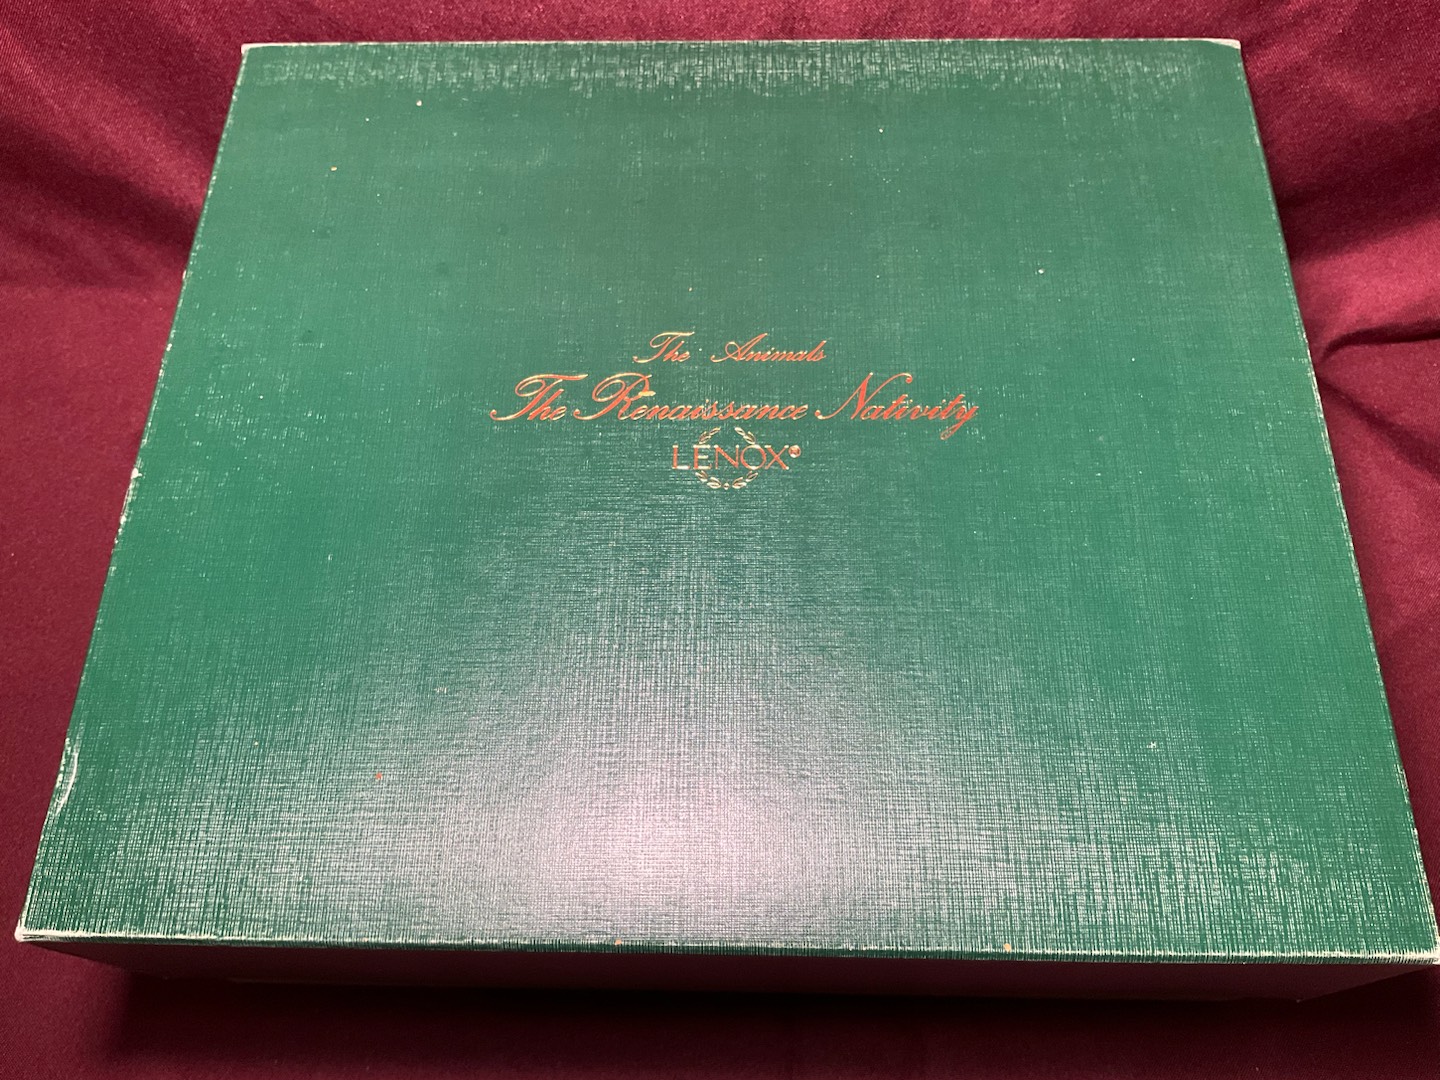 The Animals
The Renaissance Nativity
LENOX®